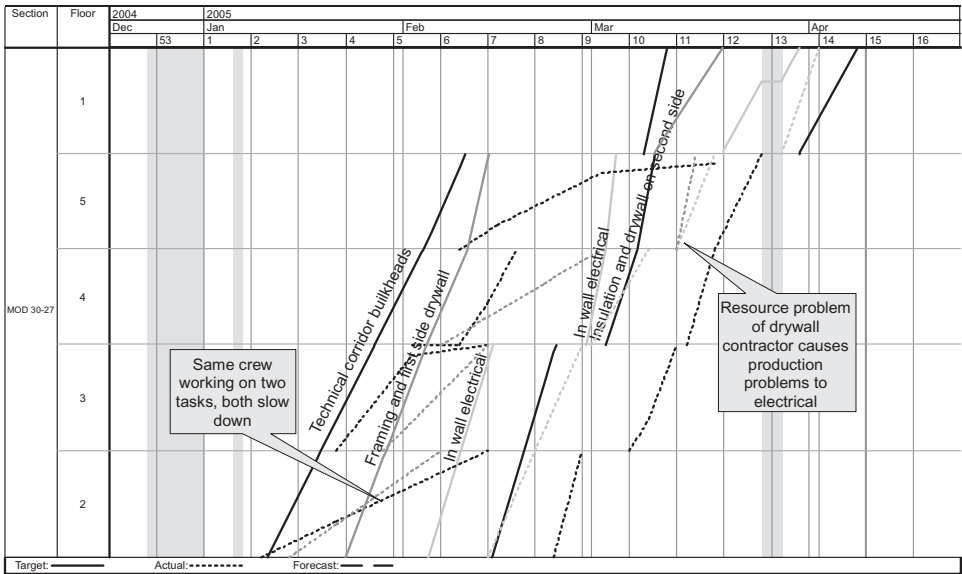 Section Floor 2004 2005
Dec Jan Feb Mar Apr
53 1 2 3 4 5 6 7 8 9 10 11 12 13 14 15 16
1
5
4
MOD 30-27
3
2
Technical corridor builkheads
Framing and first side drywall
In wall electrical
In wall electrical
Insulation and drywall on second side
Same crew
working on two
tasks, both slow
down
Resource problem
of drywall
contractor causes
production
problems to
electrical
Target: Actual: Forecast: